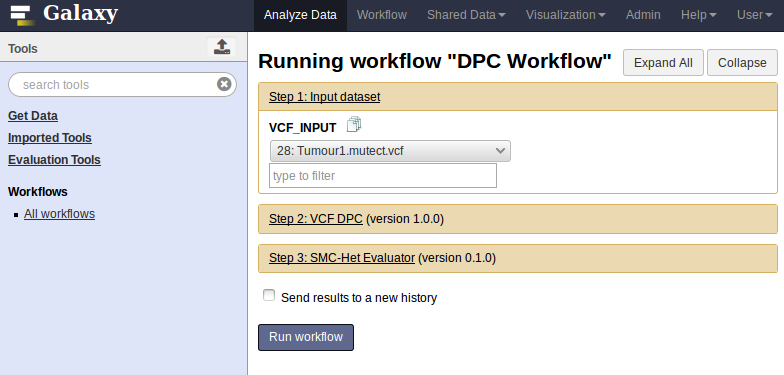 Galaxy
Analyze Data Workflow Shared Data Visualization Admin Help User
Tools
search tools
Get Data
Imported Tools
Evaluation Tools
Workflows
All workflows
Running workflow "DPC Workflow"
Expand All Collapse
Step 1: Input dataset
VCF_INPUT
28: Tumour1.mutect.vcf
type to filter
Step 2: VCF DPC (version 1.0.0)
Step 3: SMC-Het Evaluator (version 0.1.0)
Send results to a new history
Run workflow